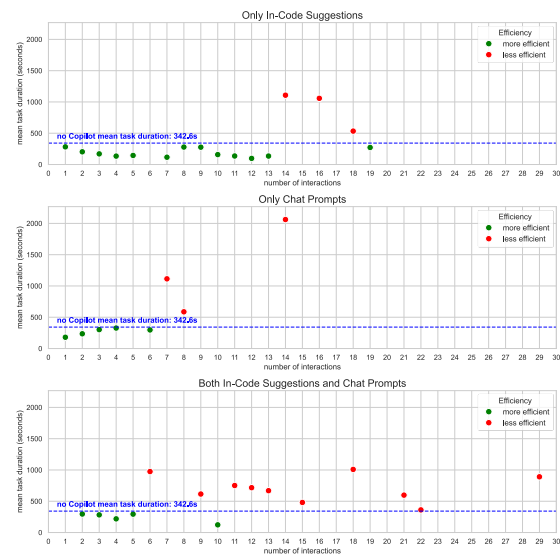 Only In-Code Suggestions
mean task duration (seconds)
2000
1500
1000
500
0
no Copilot mean task duration: 342.6s
Efficiency
more efficient
less efficient
0 1 2 3 4 5 6 7 8 9 10 11 12 13 14 15 16 17 18 19 20 21 22 23 24 25 26 27 28 29 30
number of interactions
Only Chat Prompts
mean task duration (seconds)
2000
1500
1000
500
0
no Copilot mean task duration: 342.6s
Efficiency
more efficient
less efficient
0 1 2 3 4 5 6 7 8 9 10 11 12 13 14 15 16 17 18 19 20 21 22 23 24 25 26 27 28 29 30
number of interactions
Both In-Code Suggestions and Chat Prompts
mean task duration (seconds)
2000
1500
1000
500
0
no Copilot mean task duration: 342.6s
Efficiency
more efficient
less efficient
0 1 2 3 4 5 6 7 8 9 10 11 12 13 14 15 16 17 18 19 20 21 22 23 24 25 26 27 28 29 30
number of interactions